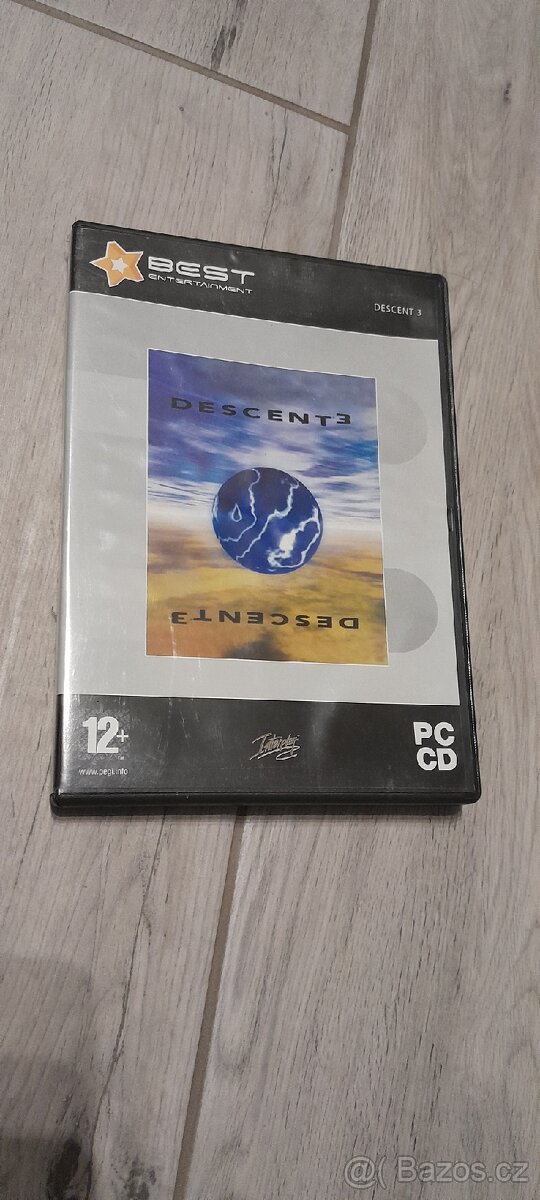 BEST
ENTERTAINMENT
DESCENT 3
DESCENT3
DESCENT3
12+
www.pegi.info
Interplay
PC
CD
@( Bazos.cz